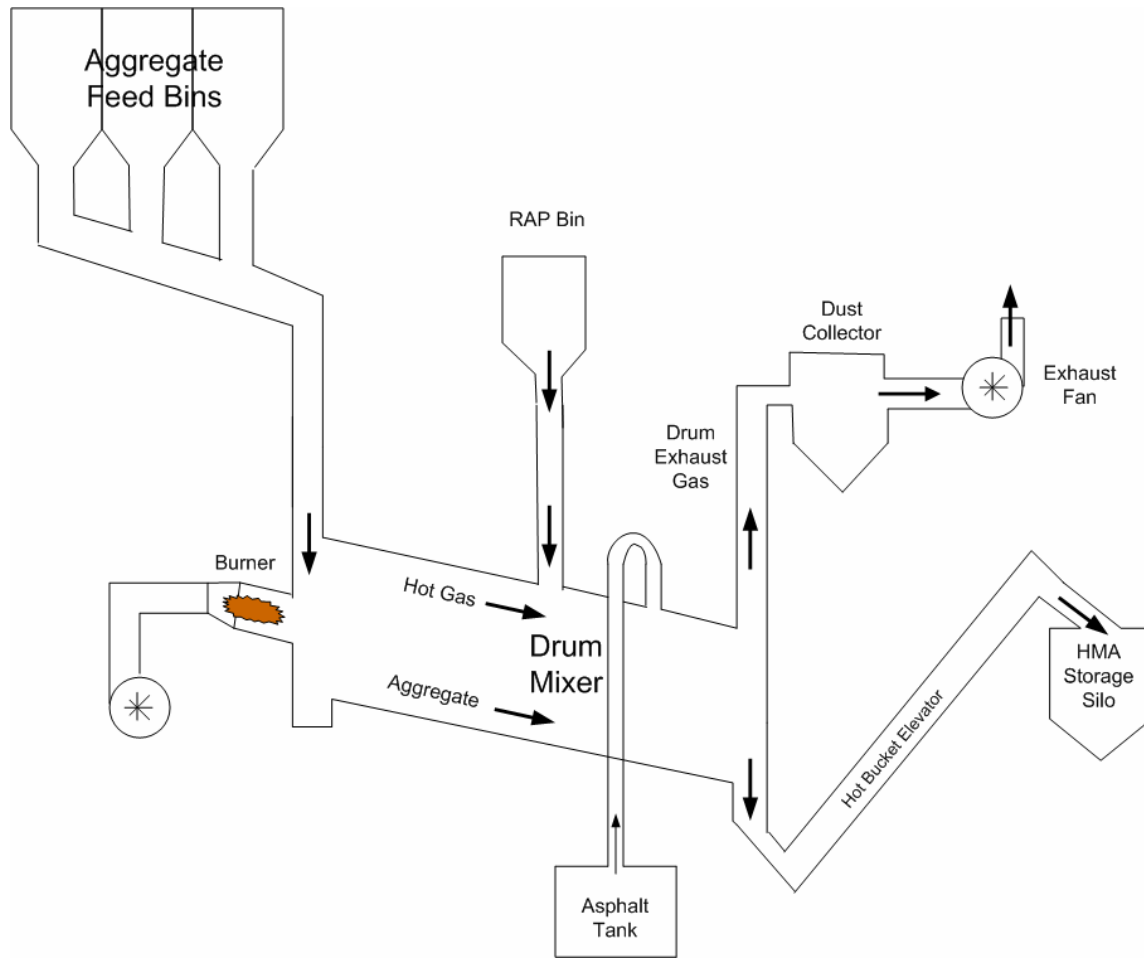 Aggregate
Feed Bins
RAP Bin
Dust
Collector
Exhaust
Fan
Drum
Exhaust
Gas
Burner
Hot Gas
Drum
Mixer
Aggregate
HMA
Storage
Silo
Hot Bucket Elevator
Asphalt
Tank